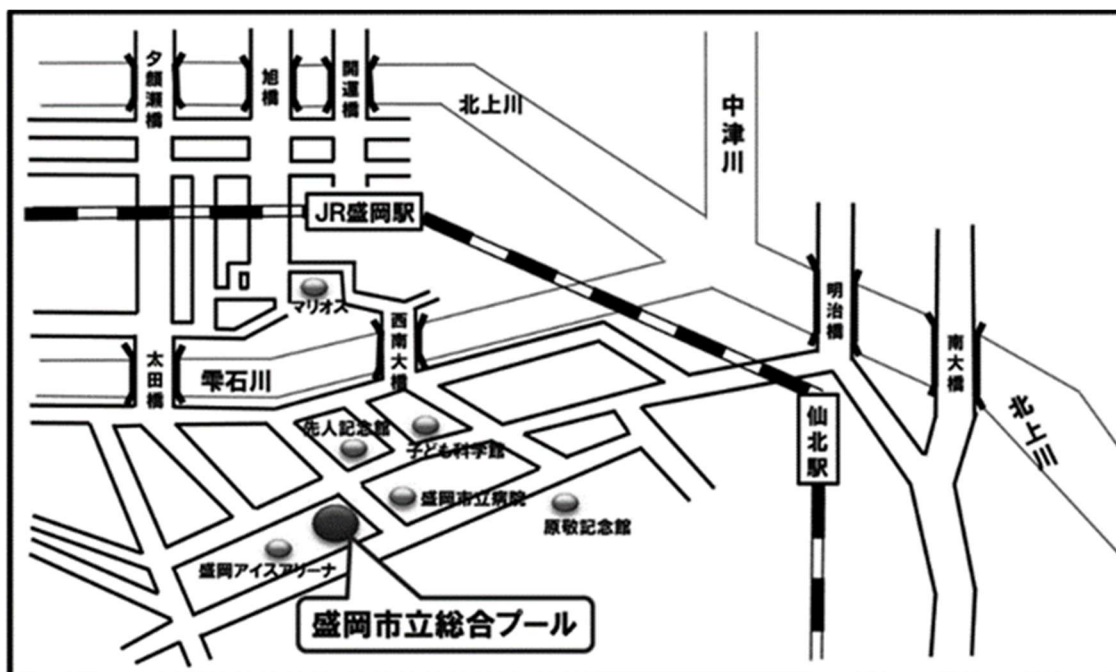 夕顔瀬橋
旭橋
開運橋
北上川
中津川
JR盛岡駅
マリオス
西南大橋
明治橋
南大橋
太田橋
雫石川
北上川
先人記念館
子ども科学館
仙北駅
盛岡市立病院
原敬記念館
盛岡アイスアリーナ
盛岡市立総合プール